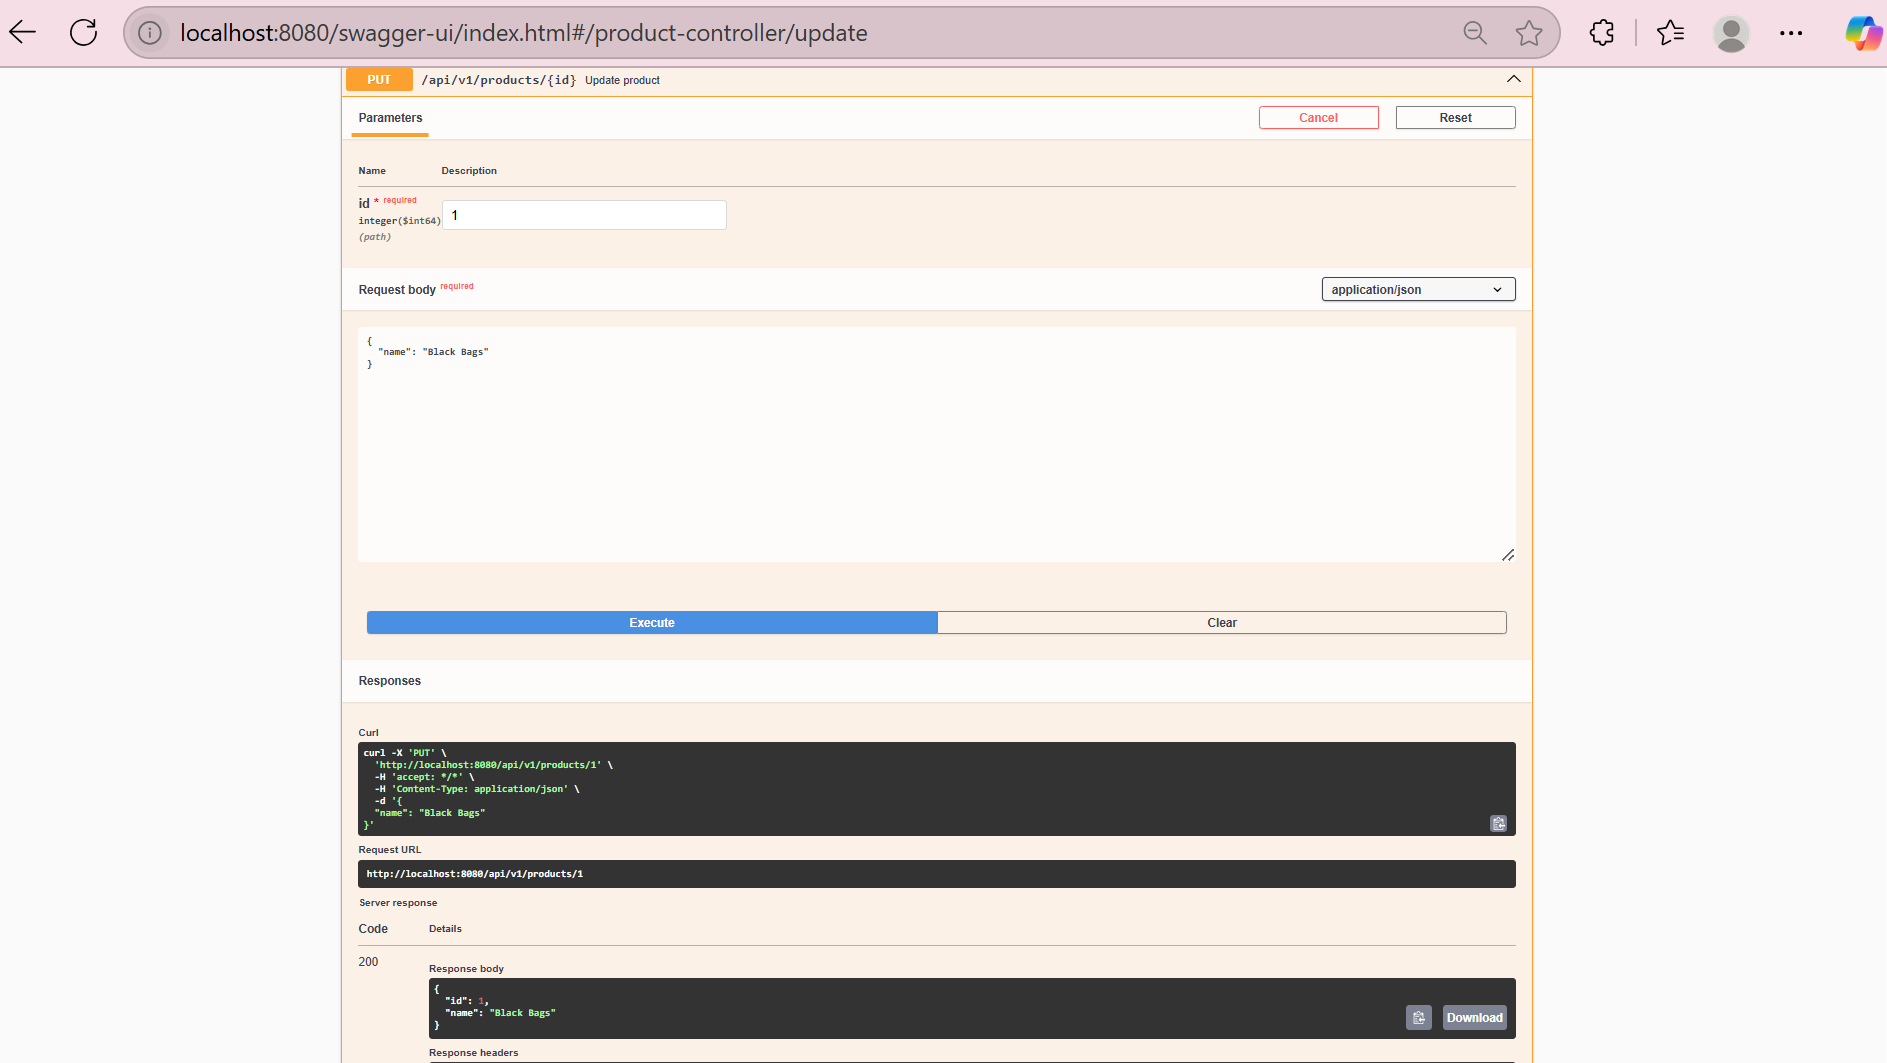 localhost:8080/swagger-ui/index.html#/product-controller/update
PUT /api/v1/products/{id} Update product
Parameters
Cancel
Reset
Name Description
id * required
integer($int64)
(path)
1
Request body required
application/json
{
  "name": "Black Bags"
}
Execute
Clear
Responses
Curl
curl -X 'PUT' \
  'http://localhost:8080/api/v1/products/1' \
  -H 'accept: */*' \
  -H 'Content-Type: application/json' \
  -d '{
  "name": "Black Bags"
}'
Request URL
http://localhost:8080/api/v1/products/1
Server response
Code Details
200
Response body
{
  "id": 1,
  "name": "Black Bags"
}
Download
Response headers